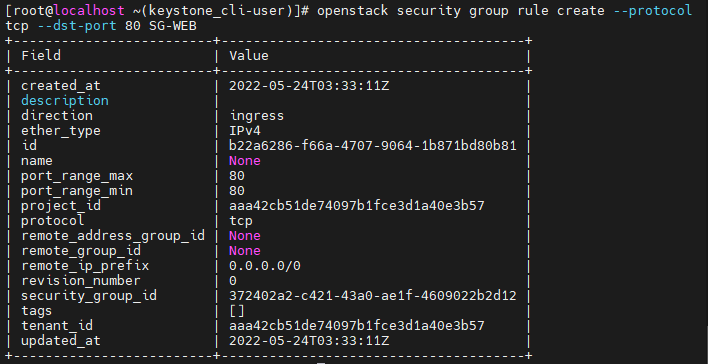 [root@localhost ~(keystone_cli-user)]# openstack security group rule create --protocol
tcp --dst-port 80 SG-WEB
+-------------------------+--------------------------------------+
| Field                   | Value                                |
+-------------------------+--------------------------------------+
| created_at              | 2022-05-24T03:33:11Z                 |
| description             |                                      |
| direction               | ingress                              |
| ether_type              | IPv4                                 |
| id                      | b22a6286-f66a-4707-9064-1b871bd80b81 |
| name                    | None                                 |
| port_range_max          | 80                                   |
| port_range_min          | 80                                   |
| project_id              | aaa42cb51de74097b1fce3d1a40e3b57     |
| protocol                | tcp                                  |
| remote_address_group_id | None                                 |
| remote_group_id         | None                                 |
| remote_ip_prefix        | 0.0.0.0/0                            |
| revision_number         | 0                                    |
| security_group_id       | 372402a2-c421-43a0-ae1f-4609022b2d12 |
| tags                    | []                                   |
| tenant_id               | aaa42cb51de74097b1fce3d1a40e3b57     |
| updated_at              | 2022-05-24T03:33:11Z                 |
+-------------------------+--------------------------------------+